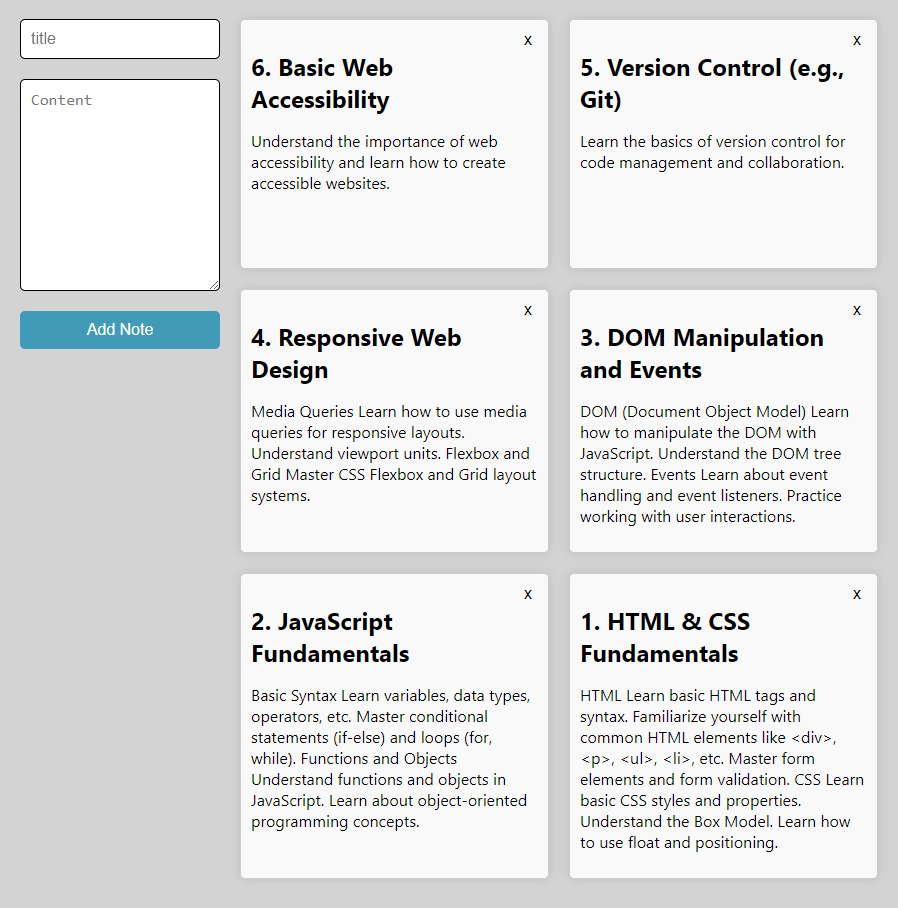 title
Content
Add Note
x
6. Basic Web
Accessibility
Understand the importance of web
accessibility and learn how to create
accessible websites.
x
5. Version Control (e.g.,
Git)
Learn the basics of version control for
code management and collaboration.
x
4. Responsive Web
Design
Media Queries Learn how to use media
queries for responsive layouts.
Understand viewport units. Flexbox and
Grid Master CSS Flexbox and Grid layout
systems.
x
3. DOM Manipulation
and Events
DOM (Document Object Model) Learn
how to manipulate the DOM with
JavaScript. Understand the DOM tree
structure. Events Learn about event
handling and event listeners. Practice
working with user interactions.
x
2. JavaScript
Fundamentals
Basic Syntax Learn variables, data types,
operators, etc. Master conditional
statements (if-else) and loops (for,
while). Functions and Objects
Understand functions and objects in
JavaScript. Learn about object-oriented
programming concepts.
x
1. HTML & CSS
Fundamentals
HTML Learn basic HTML tags and
syntax. Familiarize yourself with
common HTML elements like <div>,
<p>, <ul>, <li>, etc. Master form
elements and form validation. CSS Learn
basic CSS styles and properties.
Understand the Box Model. Learn how
to use float and positioning.